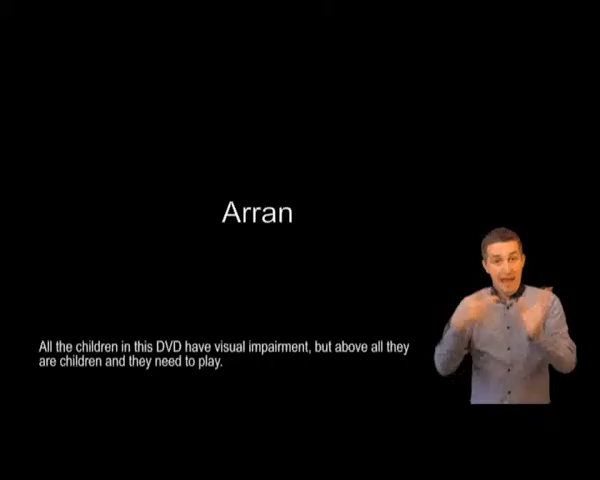 Arran
All the children in this DVD have visual impairment, but above all they
are children and they need to play.